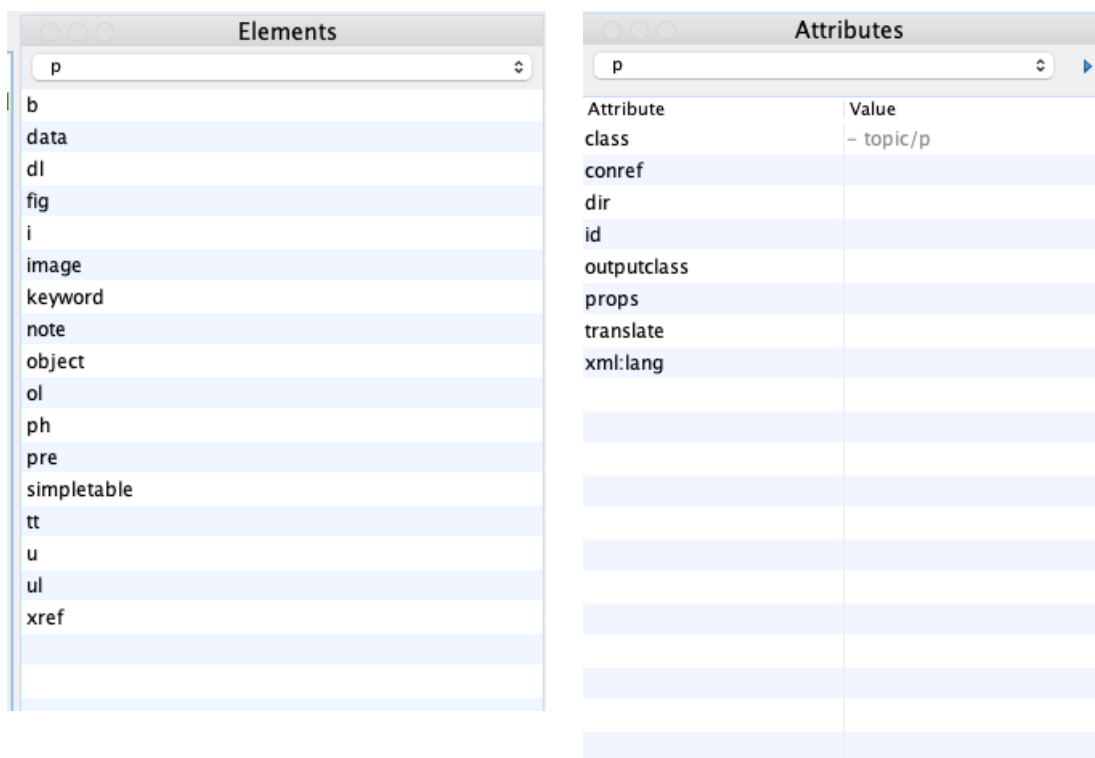 Elements
p
b
data
dl
fig
i
image
keyword
note
object
ol
ph
pre
simpletable
tt
u
ul
xref
Attributes
p
Attribute Value
class – topic/p
conref
dir
id
outputclass
props
translate
xml:lang